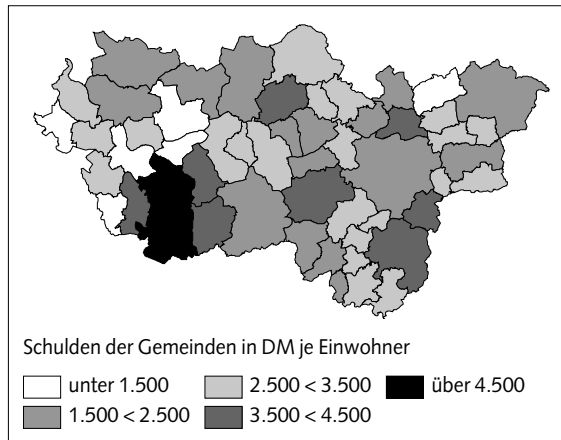 Schulden der Gemeinden in DM je Einwohner
unter 1.500 2.500 < 3.500 über 4.500
1.500 < 2.500 3.500 < 4.500